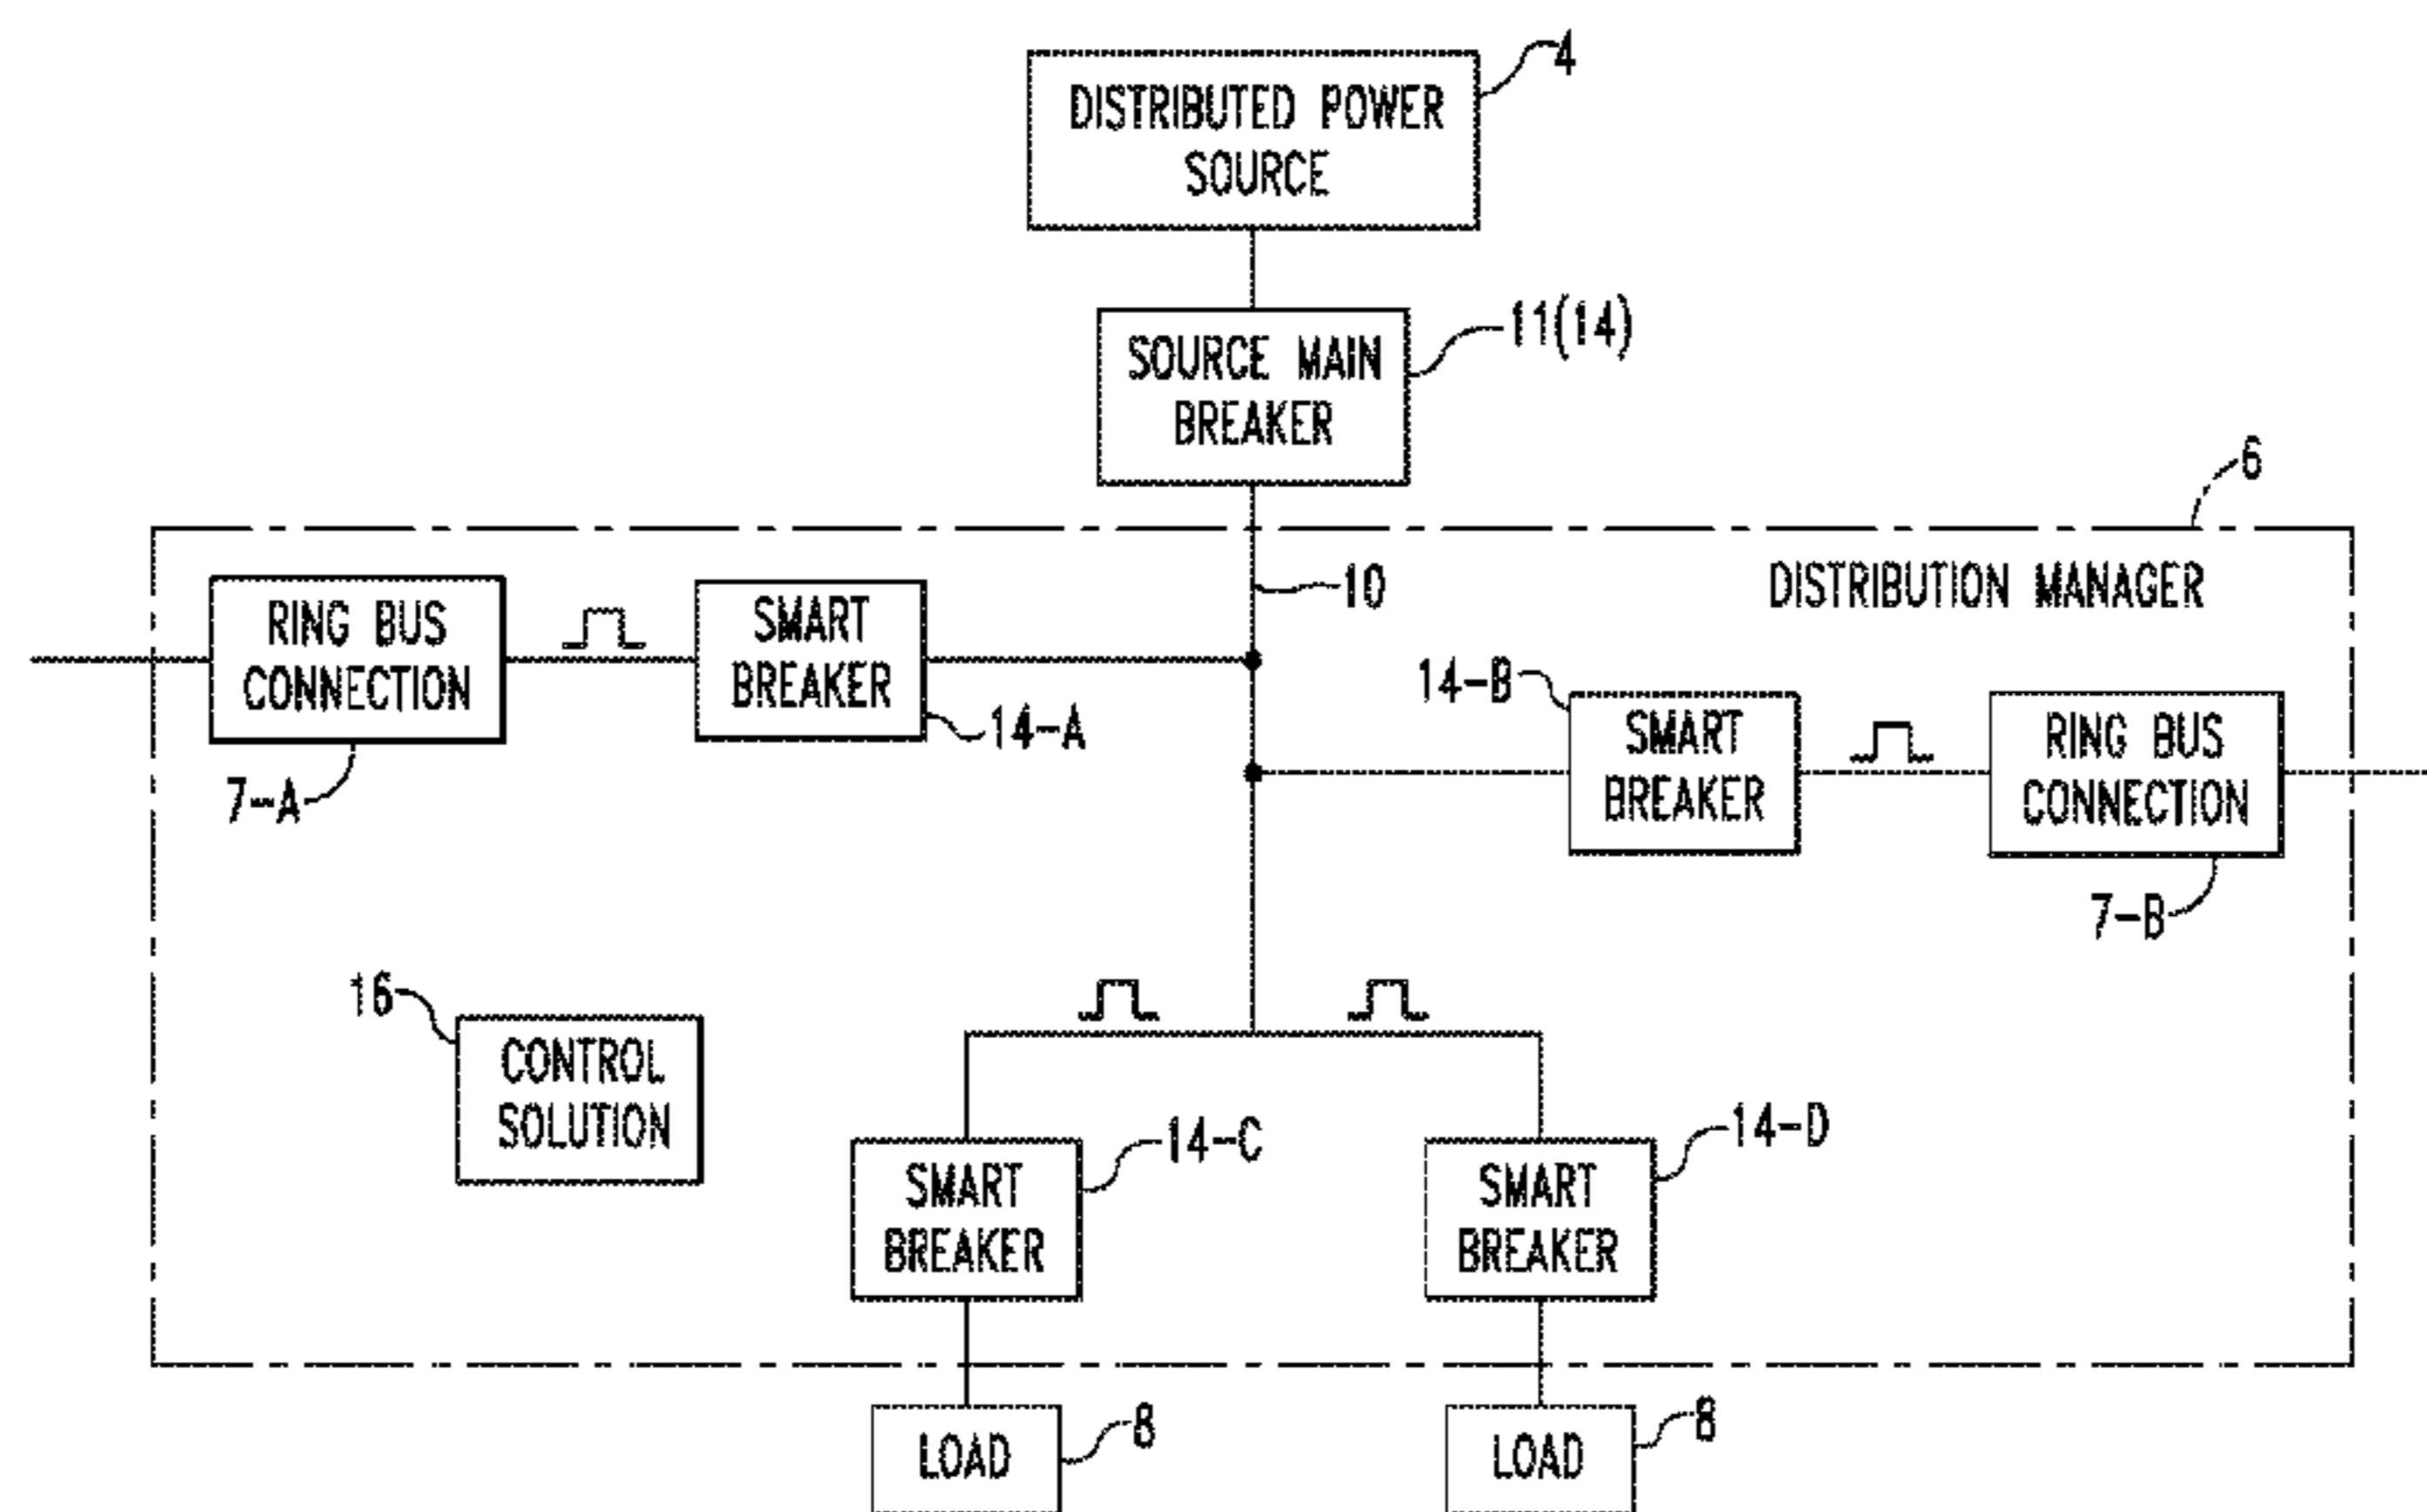 4
DISTRIBUTED POWER
SOURCE
11(14)
SOURCE MAIN
BREAKER
6
DISTRIBUTION MANAGER
10
RING BUS
CONNECTION
7-A
SMART
BREAKER
14-A
14-B
SMART
BREAKER
RING BUS
CONNECTION
7-B
16
CONTROL
SOLUTION
14-C
SMART
BREAKER
14-D
SMART
BREAKER
LOAD
8
LOAD
8